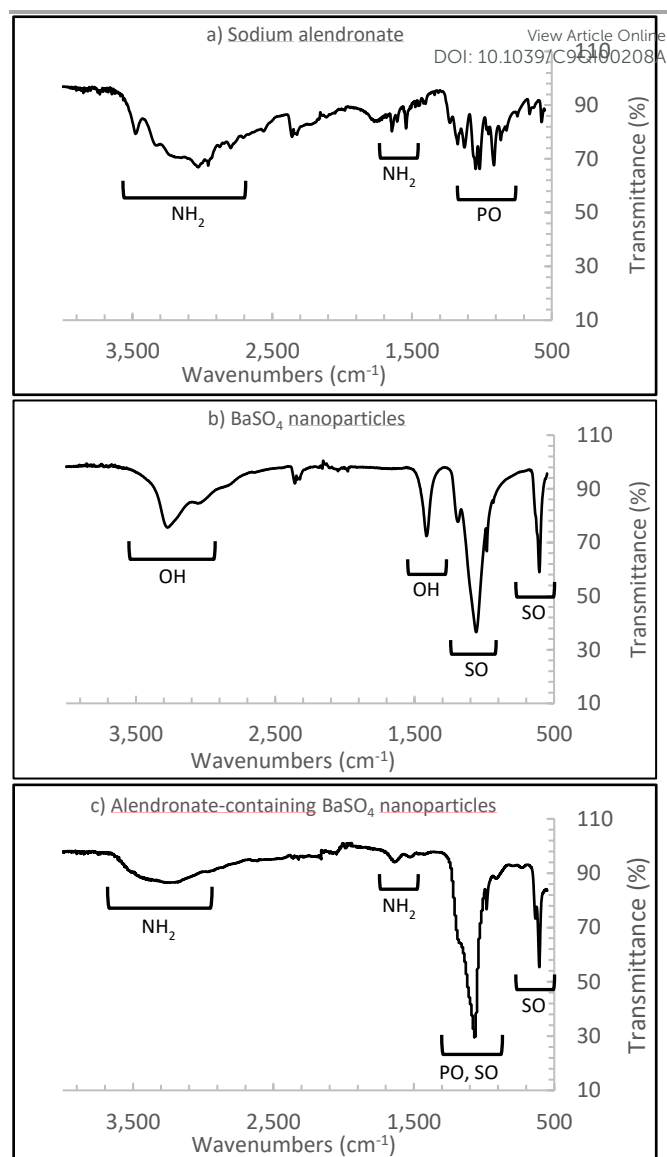 View Article Online
DOI: 10.1039/C9QI00208A
a) Sodium alendronate
110
90
70
50
30
10
Transmittance (%)
NH2
NH2
PO
3,500
2,500
1,500
500
Wavenumbers (cm-1)
b) BaSO4 nanoparticles
110
90
70
50
30
10
Transmittance (%)
OH
OH
SO
SO
3,500
2,500
1,500
500
Wavenumbers (cm-1)
c) Alendronate-containing BaSO4 nanoparticles
110
90
70
50
30
10
Transmittance (%)
NH2
NH2
SO
PO, SO
3,500
2,500
1,500
500
Wavenumbers (cm-1)